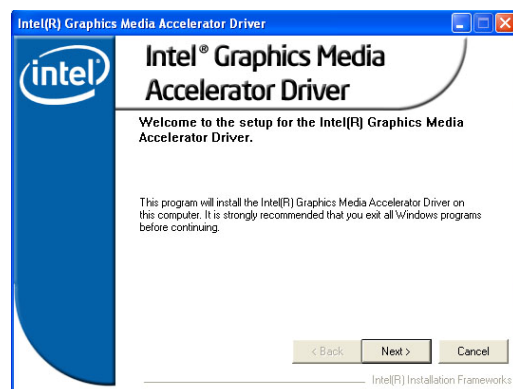 Intel(R) Graphics Media Accelerator Driver
intel®
Intel® Graphics Media
Accelerator Driver
Welcome to the setup for the Intel(R) Graphics Media
Accelerator Driver.
This program will install the Intel(R) Graphics Media Accelerator Driver on
this computer. It is strongly recommended that you exit all Windows programs
before continuing.
< Back Next > Cancel
Intel(R) Installation Frameworks